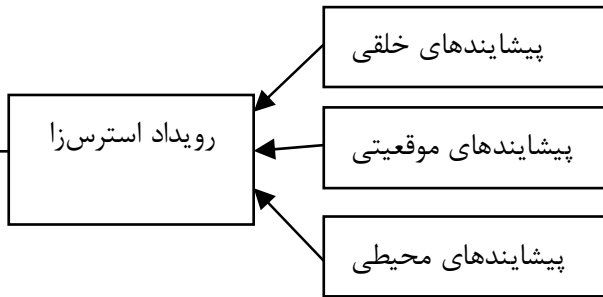 پیشایندهای خلقی
رویداد استرس‌زا
پیشایندهای موقعیتی
پیشایندهای محیطی